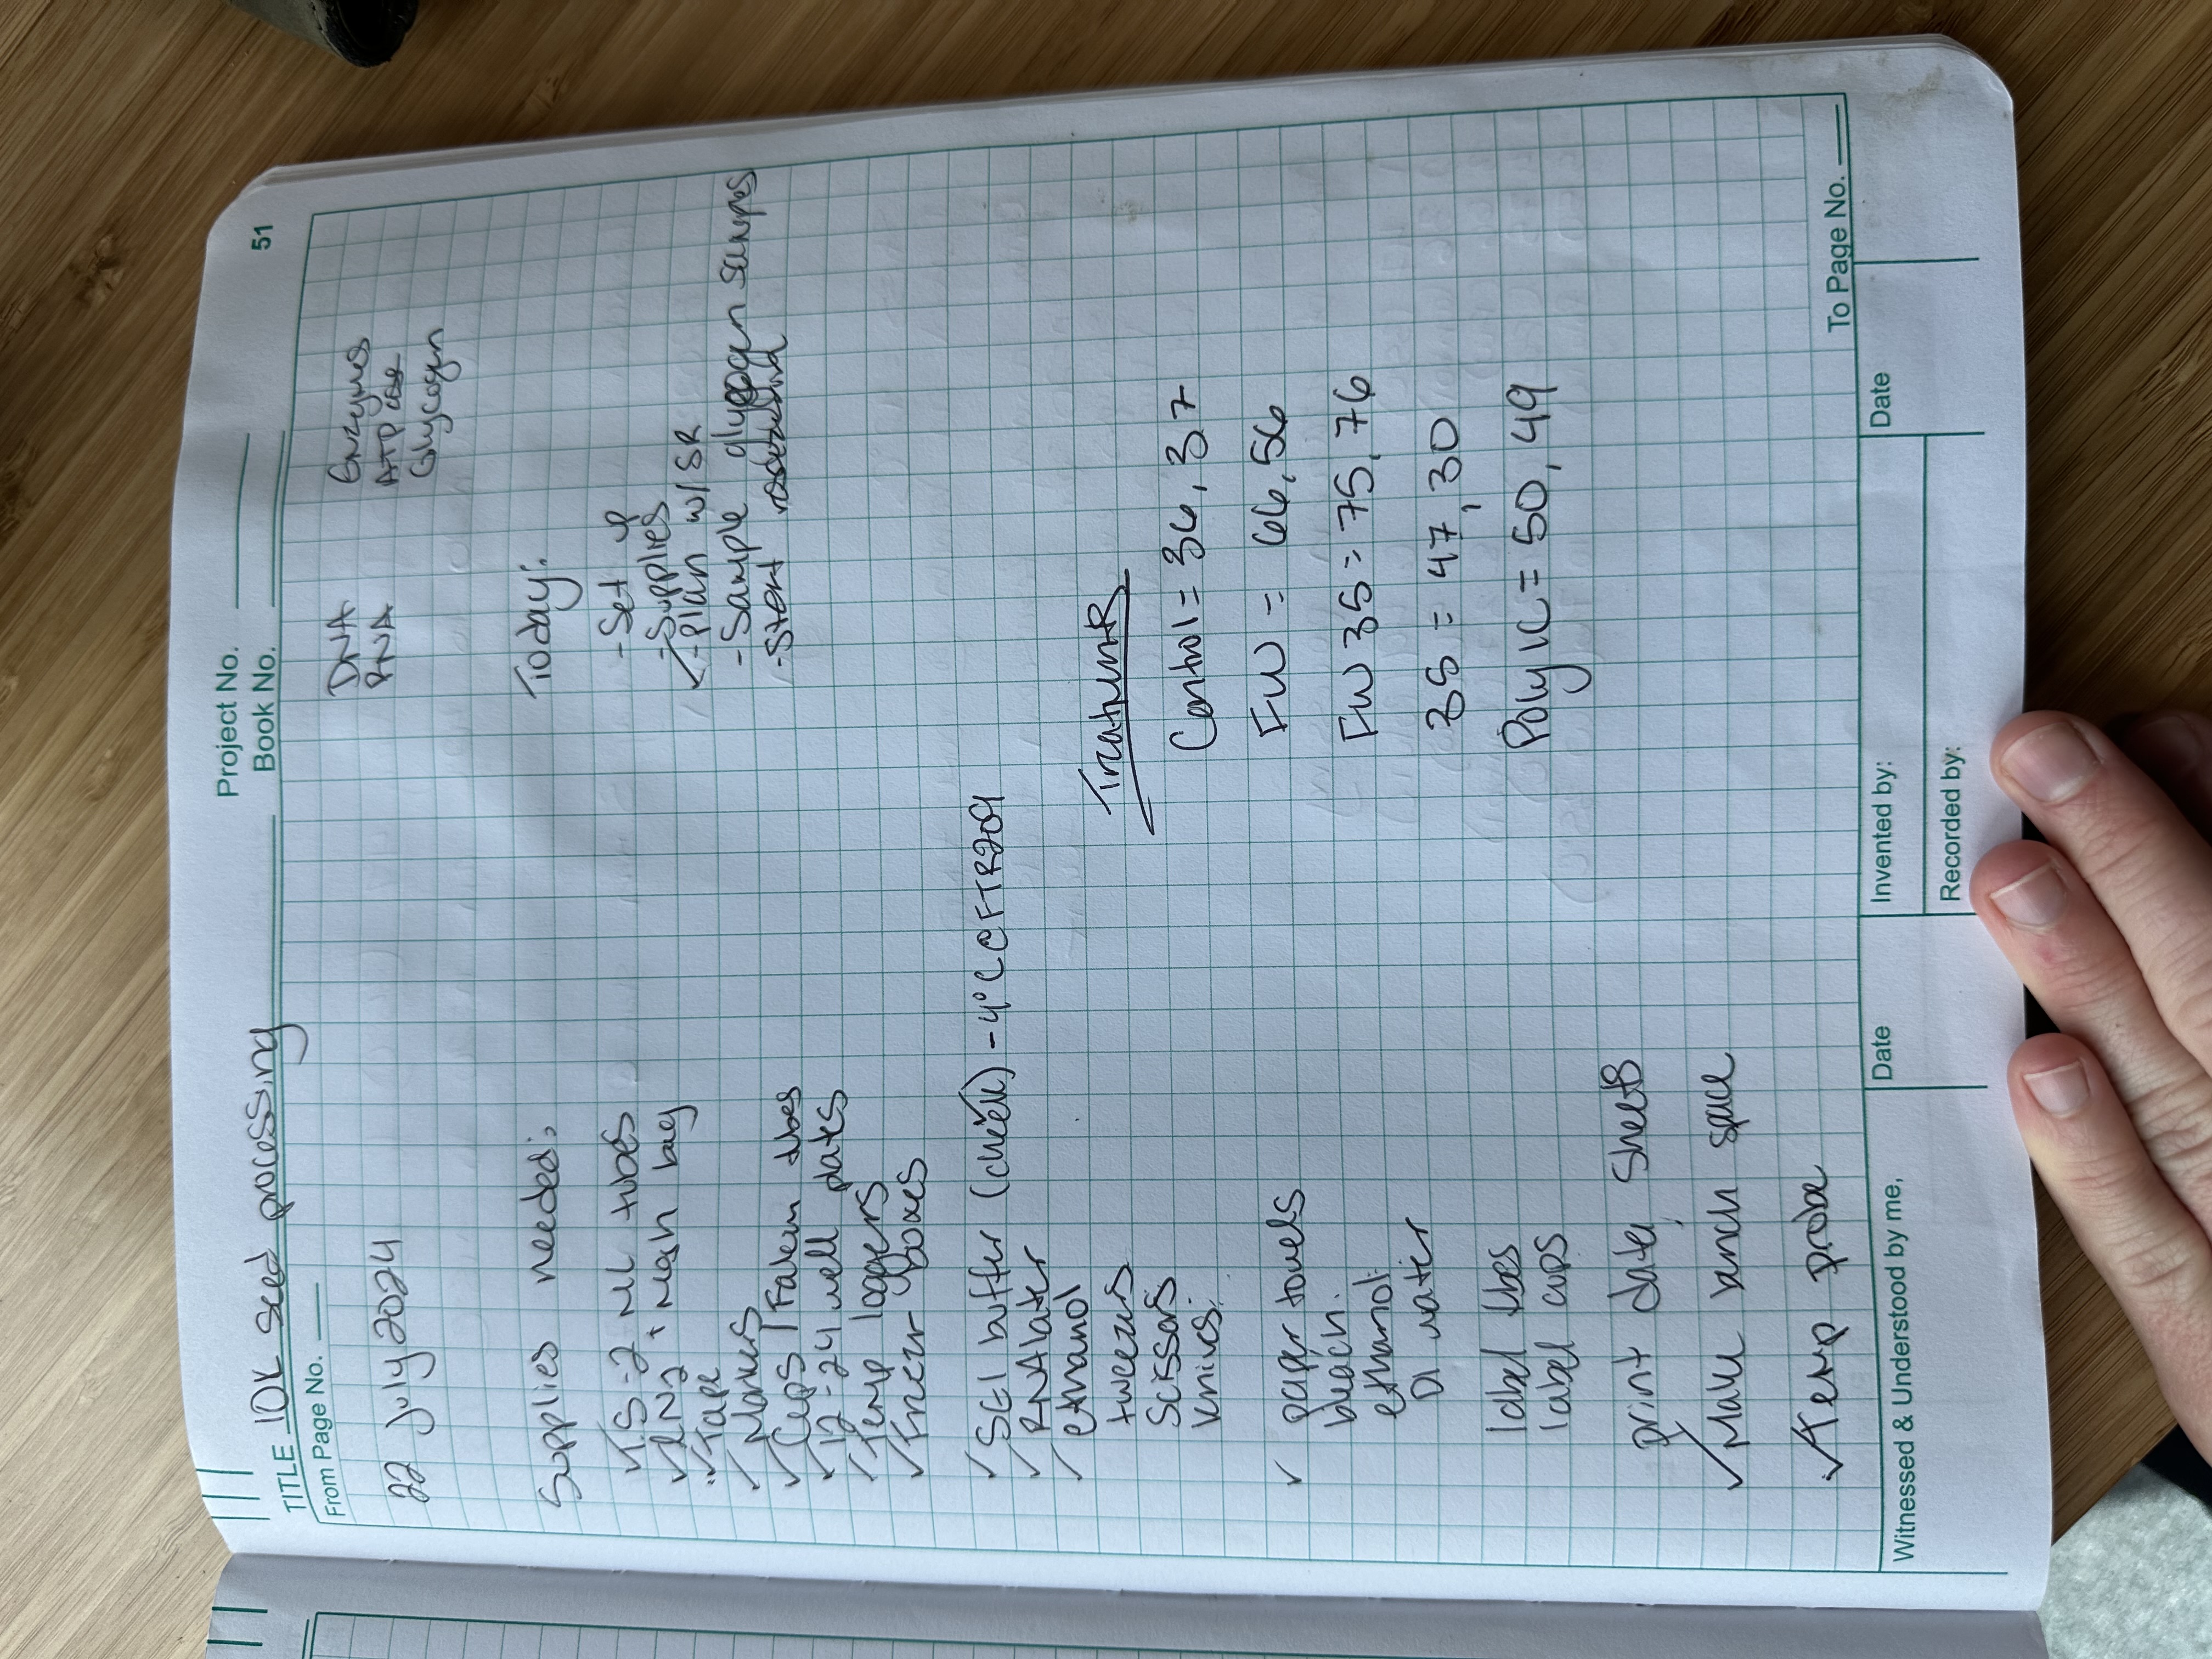 Project No.
Book No.
51
TITLE 10K seed processing
From Page No.
DNA
RNA
Enzymes
ATP
Glycogen
22 July 2024
Supplies needed:
✓ 1.5-2 mL tubes
✓ LN2 + Mesh bag
✓ Tape
✓ Markers
✓ Cups / Falcon tubes
✓ 12-24 well plates
✓ Temp loggers
✓ Freezer boxes
✓ SEI buffer (check) - 4°C @ FTR209
✓ RNAlater
✓ ethanol
tweezers
Scissors
Knives
✓ paper towels
bleach
ethanol
DI water
label tubes
label cups
print data sheets
✓ Make bench space
✓ Temp probe
Today:
- Set up
- Supplies
✓ - Plan w/ SR
- Sample glycogen samples
- Start
Treatments
Control = 36, 37
FW = 66, 56
FW 35 = 75, 76
35 = 47, 30
Poly IC = 50, 49
To Page No.
Witnessed & Understood by me,
Date
Invented by:
Date
Recorded by: